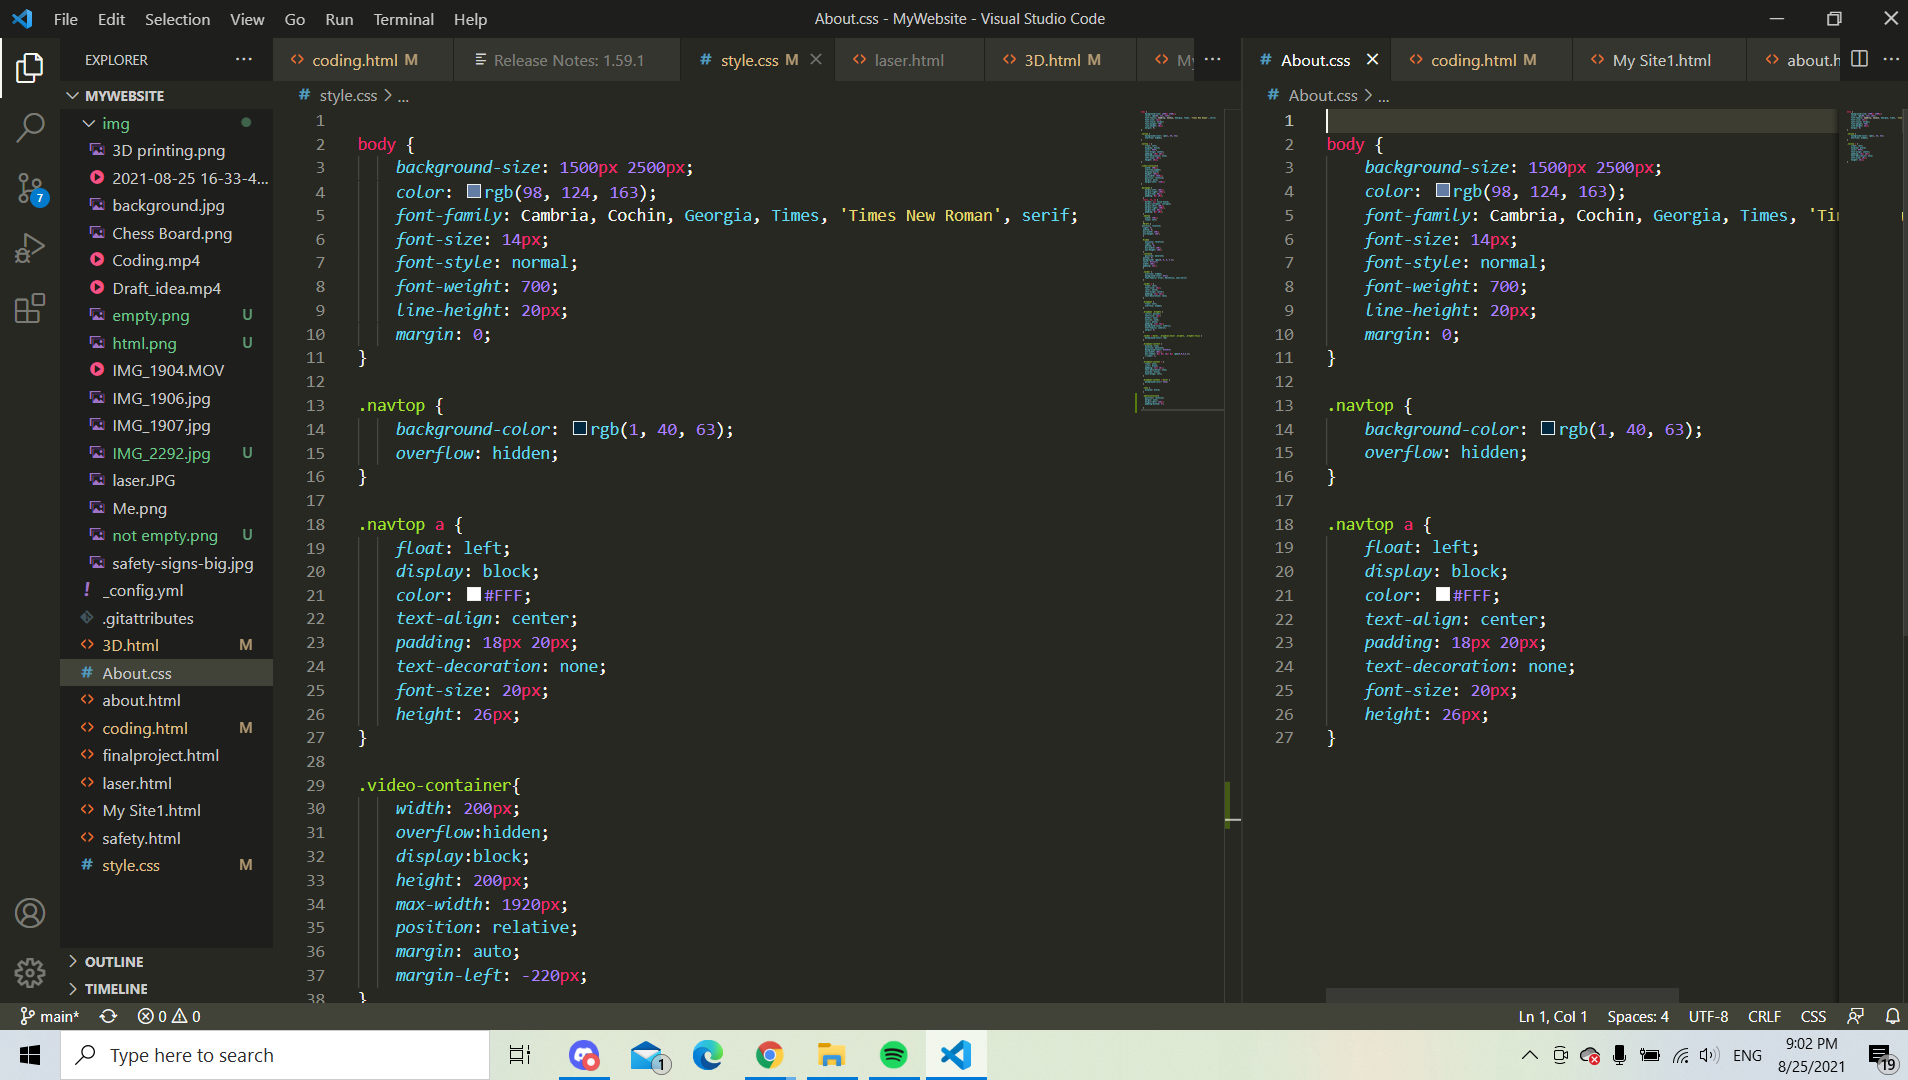 File Edit Selection View Go Run Terminal Help
About.css - MyWebsite - Visual Studio Code
EXPLORER
MYWEBSITE
img
3D printing.png
2021-08-25 16-33-4...
background.jpg
Chess Board.png
Coding.mp4
Draft_idea.mp4
empty.png U
html.png U
IMG_1904.MOV
IMG_1906.jpg
IMG_1907.jpg
IMG_2292.jpg U
laser.JPG
Me.png
not empty.png U
safety-signs-big.jpg
_config.yml
.gitattributes
3D.html M
About.css
about.html
coding.html M
finalproject.html
laser.html
My Site1.html
safety.html
style.css M
OUTLINE
TIMELINE
7
coding.html M
Release Notes: 1.59.1
style.css M
laser.html
3D.html M
style.css > ...
1
2 body {
3 background-size: 1500px 2500px;
4 color: rgb(98, 124, 163);
5 font-family: Cambria, Cochin, Georgia, Times, 'Times New Roman', serif;
6 font-size: 14px;
7 font-style: normal;
8 font-weight: 700;
9 line-height: 20px;
10 margin: 0;
11 }
12
13 .navtop {
14 background-color: rgb(1, 40, 63);
15 overflow: hidden;
16 }
17
18 .navtop a {
19 float: left;
20 display: block;
21 color: #FFF;
22 text-align: center;
23 padding: 18px 20px;
24 text-decoration: none;
25 font-size: 20px;
26 height: 26px;
27 }
28
29 .video-container{
30 width: 200px;
31 overflow:hidden;
32 display:block;
33 height: 200px;
34 max-width: 1920px;
35 position: relative;
36 margin: auto;
37 margin-left: -220px;
38 }
About.css
coding.html M
My Site1.html
about.h
About.css > ...
1
2 body {
3 background-size: 1500px 2500px;
4 color: rgb(98, 124, 163);
5 font-family: Cambria, Cochin, Georgia, Times, 'Ti
6 font-size: 14px;
7 font-style: normal;
8 font-weight: 700;
9 line-height: 20px;
10 margin: 0;
11 }
12
13 .navtop {
14 background-color: rgb(1, 40, 63);
15 overflow: hidden;
16 }
17
18 .navtop a {
19 float: left;
20 display: block;
21 color: #FFF;
22 text-align: center;
23 padding: 18px 20px;
24 text-decoration: none;
25 font-size: 20px;
26 height: 26px;
27 }
main* 0 0
Ln 1, Col 1 Spaces: 4 UTF-8 CRLF CSS
Type here to search
1
ENG
9:02 PM
8/25/2021
19